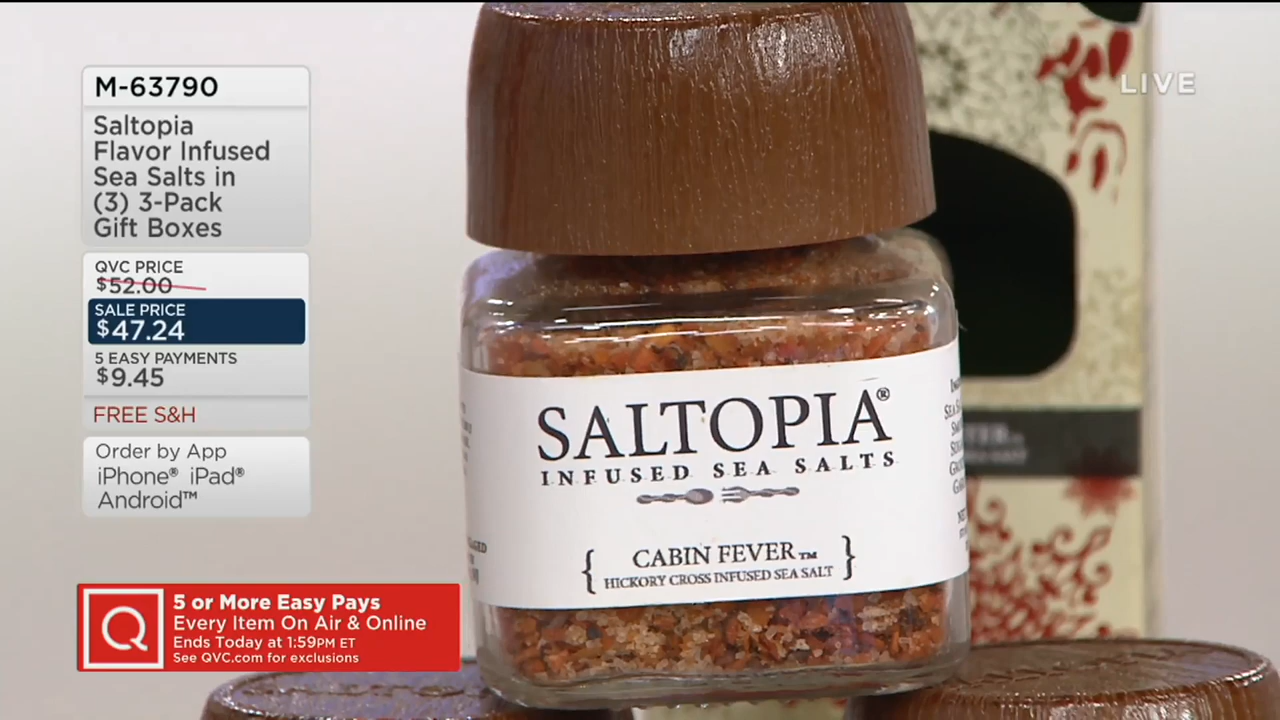 M-63790
Saltopia
Flavor Infused
Sea Salts in
(3) 3-Pack
Gift Boxes
QVC PRICE
$52.00
SALE PRICE
$47.24
5 EASY PAYMENTS
$9.45
FREE S&H
Order by App
iPhone® iPad®
Android™
Q
5 or More Easy Pays
Every Item On Air & Online
Ends Today at 1:59PM ET
See QVC.com for exclusions
LIVE
SALTOPIA®
INFUSED SEA SALTS
{ CABIN FEVER™ }
HICKORY CROSS INFUSED SEA SALT